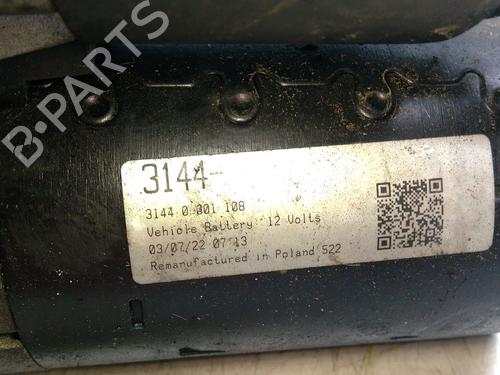 B-PARTS
3144
3144 0 001 108
Vehicle Battery 12 Volts
03/07/22 07:13
Remanufactured in Poland 522